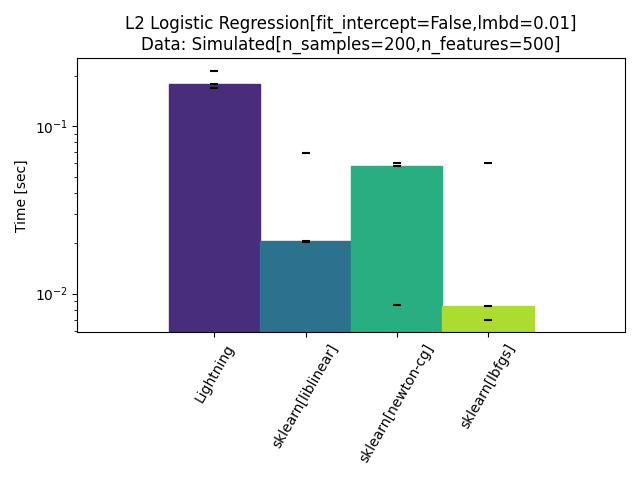 L2 Logistic Regression[fit_intercept=False,lmbd=0.01]
Data: Simulated[n_samples=200,n_features=500]
Time [sec]
10⁻¹
10⁻²
Lightning
sklearn[liblinear]
sklearn[newton-cg]
sklearn[lbfgs]